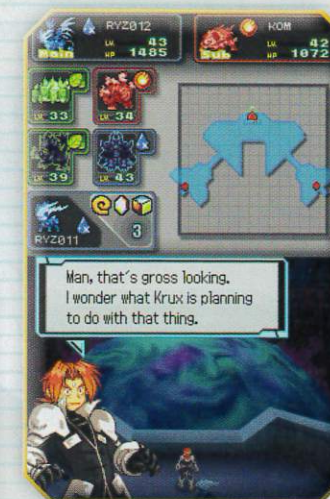 RYZ012
LV. 43
Main HP 1485
KOM
LV. 42
Sub HP 1072
LV. 33
LV. 34
LV. 39
LV. 43
RYZ011
3
Man, that's gross looking.
I wonder what Krux is planning
to do with that thing.